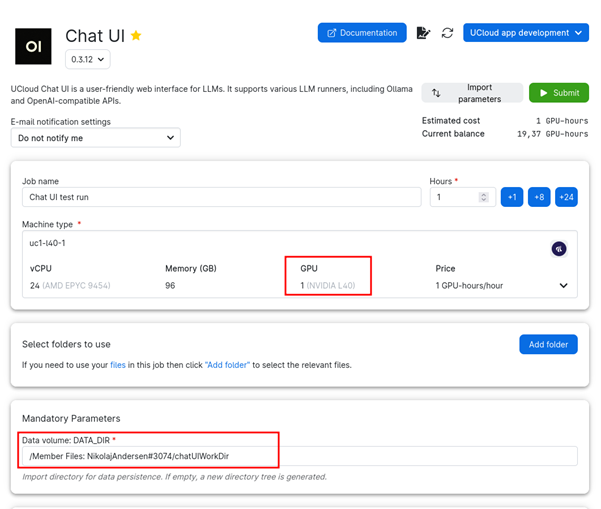 OI
Chat UI
0.3.12
Documentation
UCloud app development
UCloud Chat UI is a user-friendly web interface for LLMs. It supports various LLM runners, including Ollama
and OpenAI-compatible APIs.
Import
parameters
Submit
E-mail notification settings
Do not notify me
Estimated cost 1 GPU-hours
Current balance 19,37 GPU-hours
Job name
Hours *
Chat UI test run
1
+1
+8
+24
Machine type *
uc1-l40-1
vCPU Memory (GB) GPU Price
24 (AMD EPYC 9454) 96 1 (NVIDIA L40) 1 GPU-hours/hour
Select folders to use
Add folder
If you need to use your files in this job then click "Add folder" to select the relevant files.
Mandatory Parameters
Data volume: DATA_DIR *
/Member Files: NikolajAndersen#3074/chatUIWorkDir
Import directory for data persistence. If empty, a new directory tree is generated.